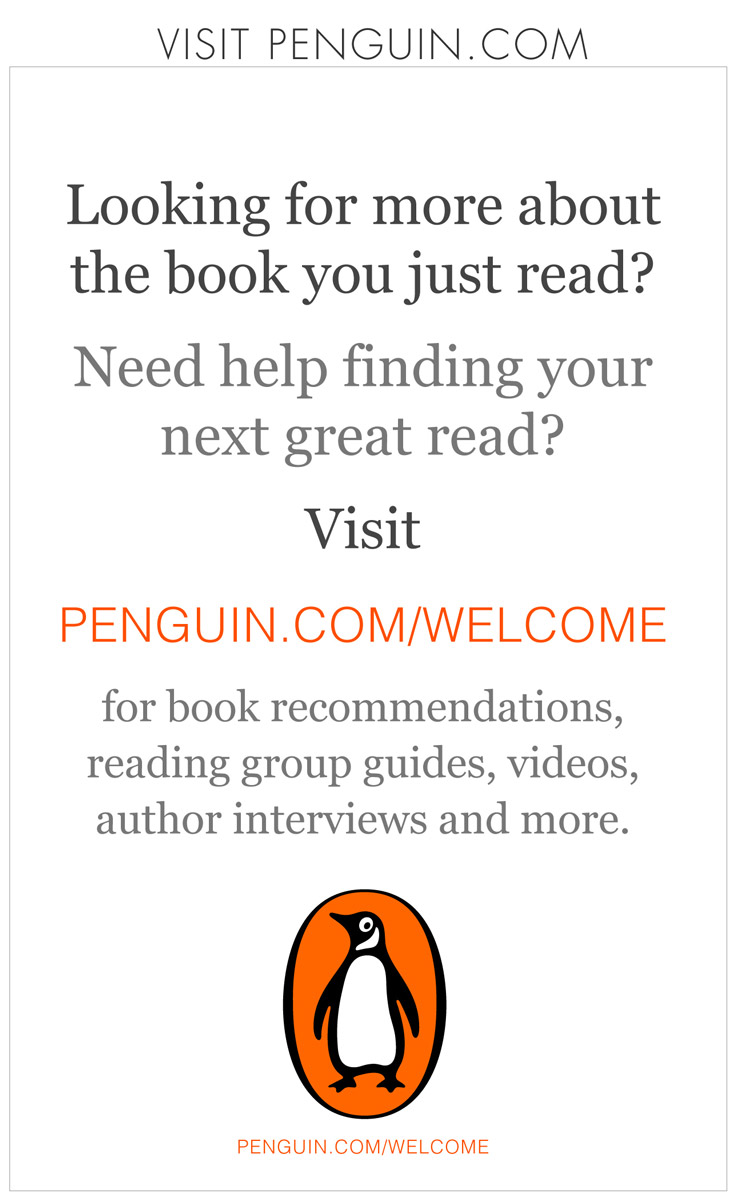 VISIT PENGUIN.COM
Looking for more about
the book you just read?
Need help finding your
next great read?
Visit
PENGUIN.COM/WELCOME
for book recommendations,
reading group guides, videos,
author interviews and more.
PENGUIN.COM/WELCOME